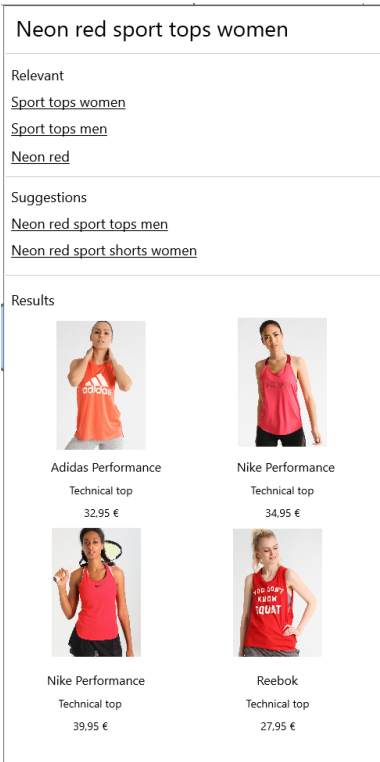 Neon red sport tops women
Relevant
Sport tops women
Sport tops men
Neon red
Suggestions
Neon red sport tops men
Neon red sport shorts women
Results
adidas
YOU DON'T
KNOW
SQUAT
Adidas Performance
Technical top
32,95 €
Nike Performance
Technical top
34,95 €
Nike Performance
Technical top
39,95 €
Reebok
Technical top
27,95 €